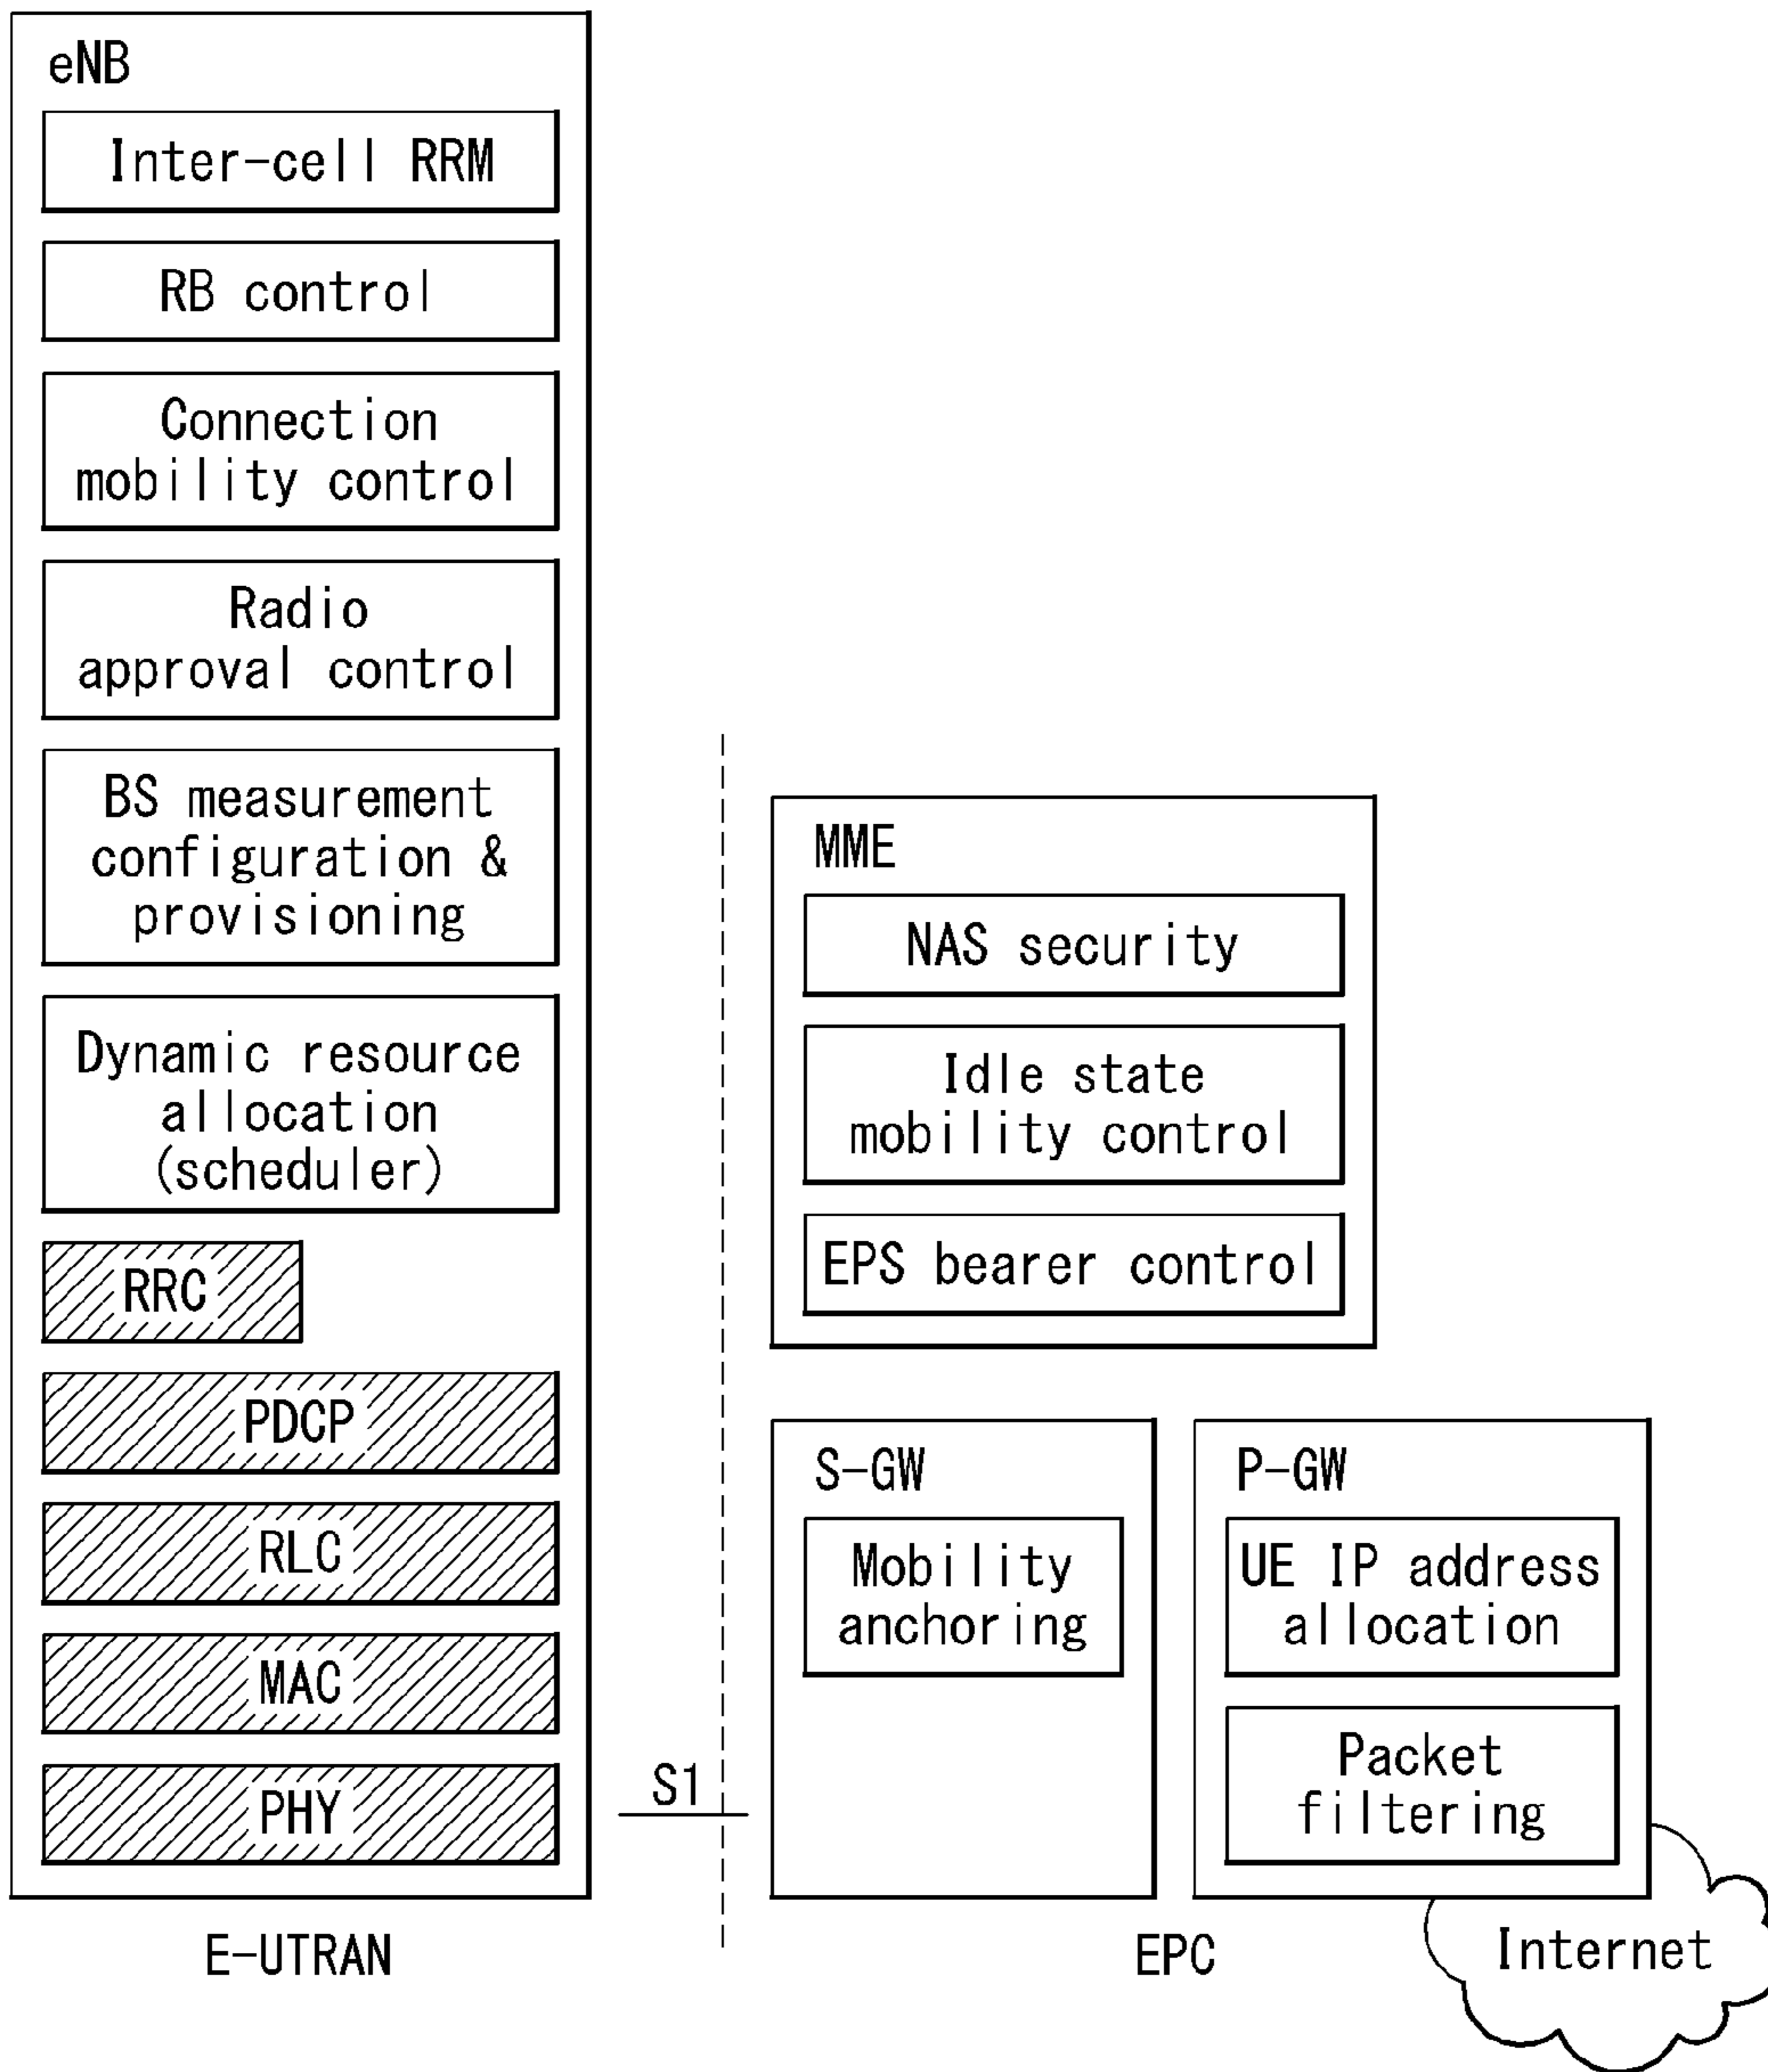 eNB
Inter-cell RRM
RB control
Connection
mobility control
Radio
approval control
BS measurement
configuration &
provisioning
Dynamic resource
allocation
(scheduler)
RRC
PDCP
RLC
MAC
PHY
E-UTRAN
S1
MME
NAS security
Idle state
mobility control
EPS bearer control
S-GW
Mobility
anchoring
P-GW
UE IP address
allocation
Packet
filtering
EPC
Internet